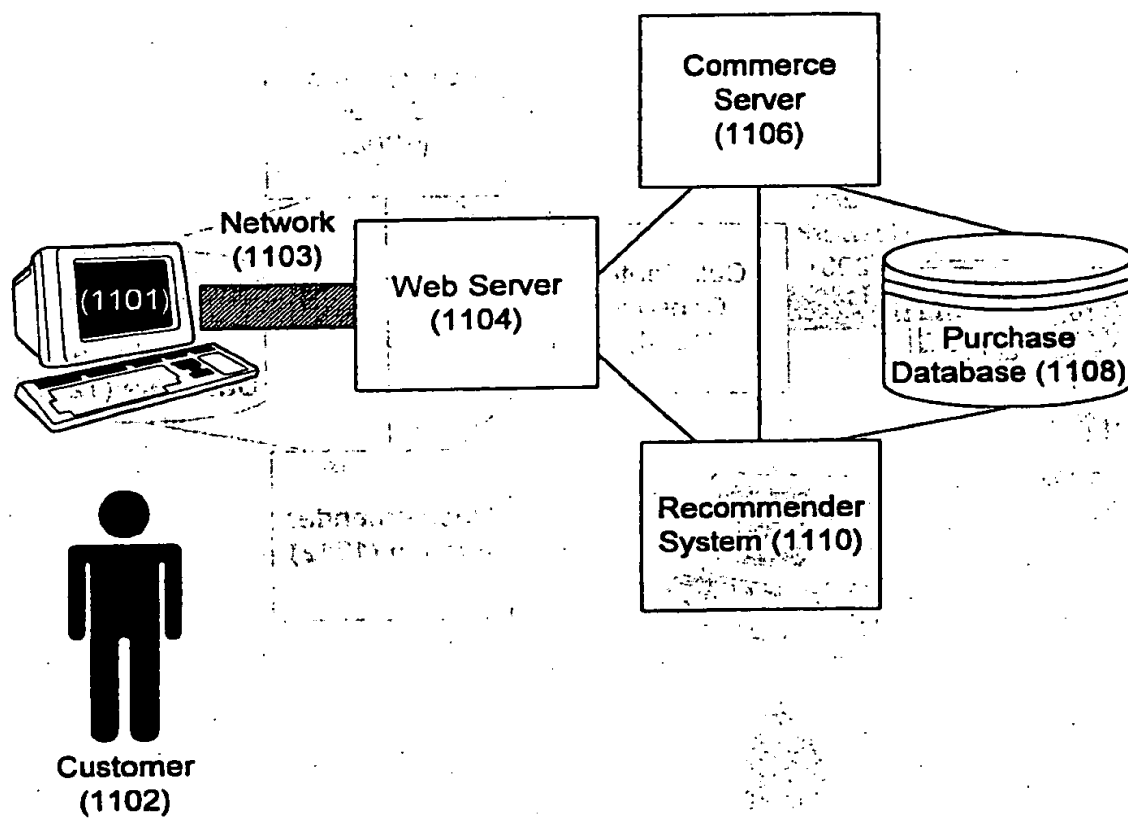 Commerce
Server
(1106)
Network
(1103)
(1101)
Web Server
(1104)
Purchase
Database (1108)
Recommender
System (1110)
Customer
(1102)